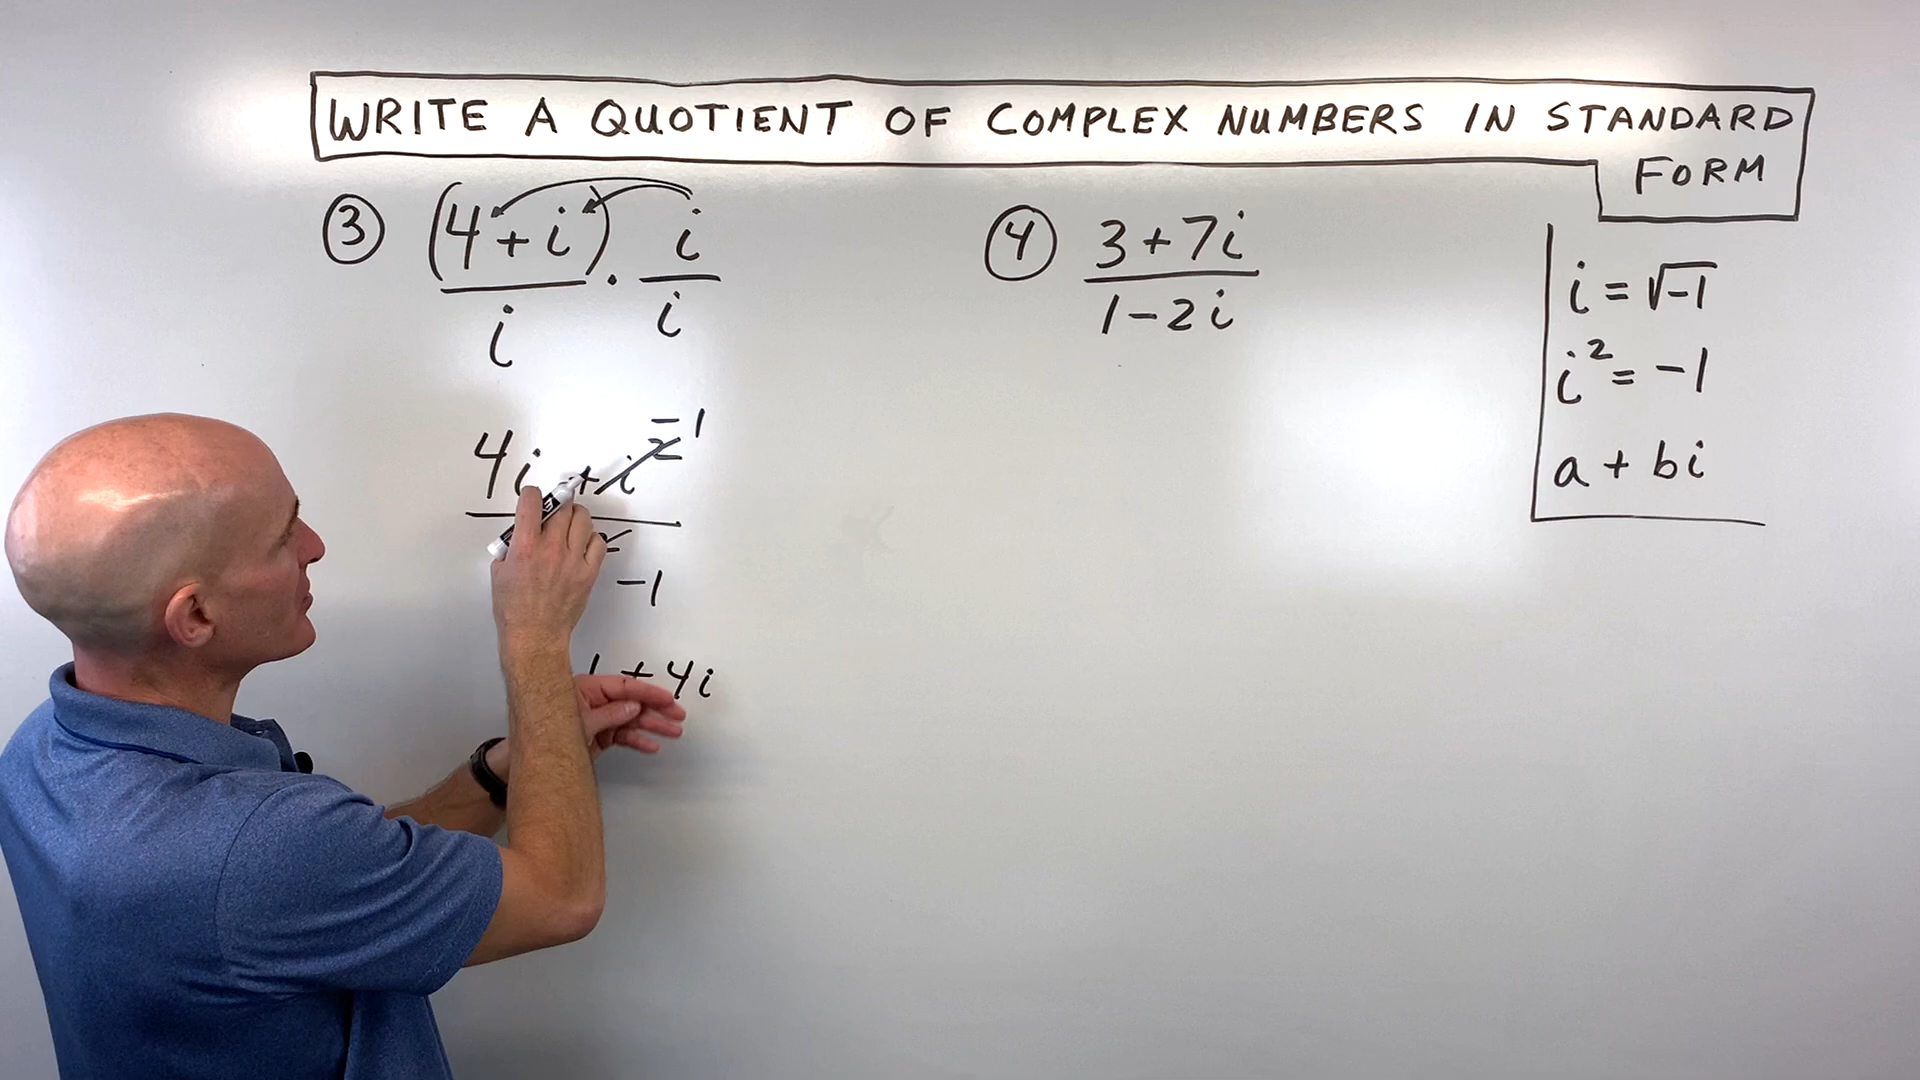 WRITE A QUOTIENT OF COMPLEX NUMBERS IN STANDARD
FORM
③ (4+i) · i
i i
4i + i² -1
-1
1 + 4i
④ 3+7i
1-2i
i = √-1
i² = -1
a + bi